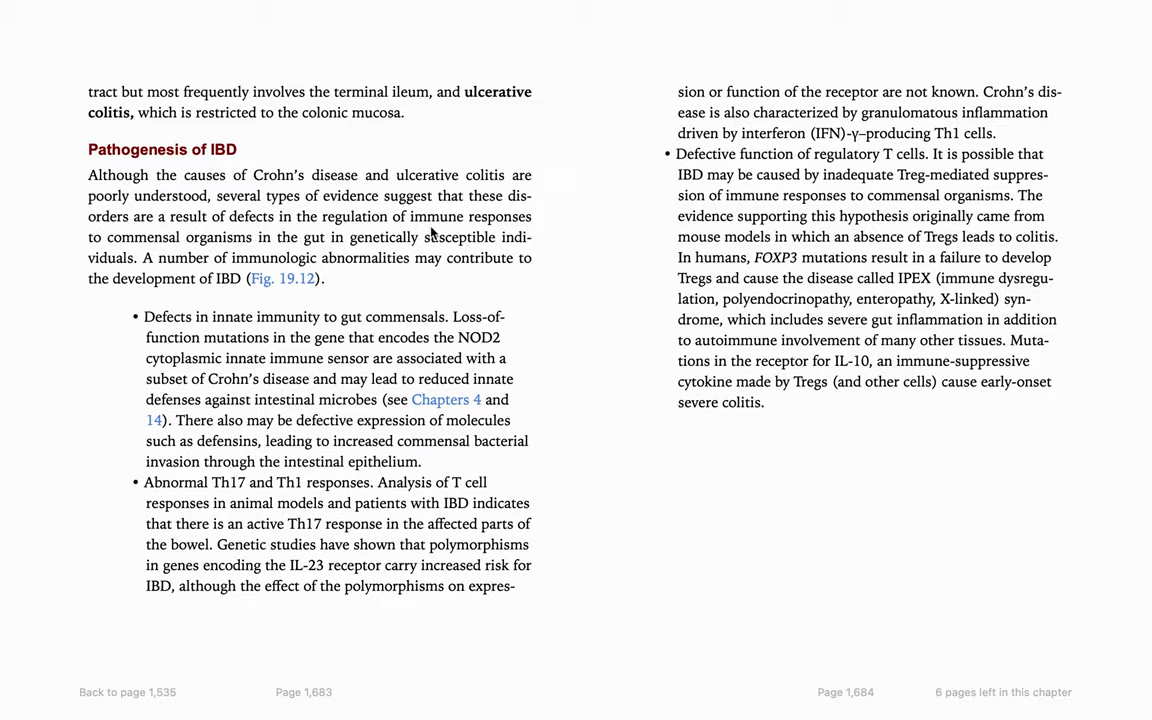 tract but most frequently involves the terminal ileum, and ulcerative
colitis, which is restricted to the colonic mucosa.
Pathogenesis of IBD
Although the causes of Crohn’s disease and ulcerative colitis are
poorly understood, several types of evidence suggest that these dis-
orders are a result of defects in the regulation of immune responses
to commensal organisms in the gut in genetically susceptible indi-
viduals. A number of immunologic abnormalities may contribute to
the development of IBD (Fig. 19.12).
• Defects in innate immunity to gut commensals. Loss-of-
function mutations in the gene that encodes the NOD2
cytoplasmic innate immune sensor are associated with a
subset of Crohn’s disease and may lead to reduced innate
defenses against intestinal microbes (see Chapters 4 and
14). There also may be defective expression of molecules
such as defensins, leading to increased commensal bacterial
invasion through the intestinal epithelium.
• Abnormal Th17 and Th1 responses. Analysis of T cell
responses in animal models and patients with IBD indicates
that there is an active Th17 response in the affected parts of
the bowel. Genetic studies have shown that polymorphisms
in genes encoding the IL-23 receptor carry increased risk for
IBD, although the effect of the polymorphisms on expres-
sion or function of the receptor are not known. Crohn’s dis-
ease is also characterized by granulomatous inflammation
driven by interferon (IFN)-γ–producing Th1 cells.
• Defective function of regulatory T cells. It is possible that
IBD may be caused by inadequate Treg-mediated suppres-
sion of immune responses to commensal organisms. The
evidence supporting this hypothesis originally came from
mouse models in which an absence of Tregs leads to colitis.
In humans, FOXP3 mutations result in a failure to develop
Tregs and cause the disease called IPEX (immune dysregu-
lation, polyendocrinopathy, enteropathy, X-linked) syn-
drome, which includes severe gut inflammation in addition
to autoimmune involvement of many other tissues. Muta-
tions in the receptor for IL-10, an immune-suppressive
cytokine made by Tregs (and other cells) cause early-onset
severe colitis.
Back to page 1,535
Page 1,683
Page 1,684
6 pages left in this chapter